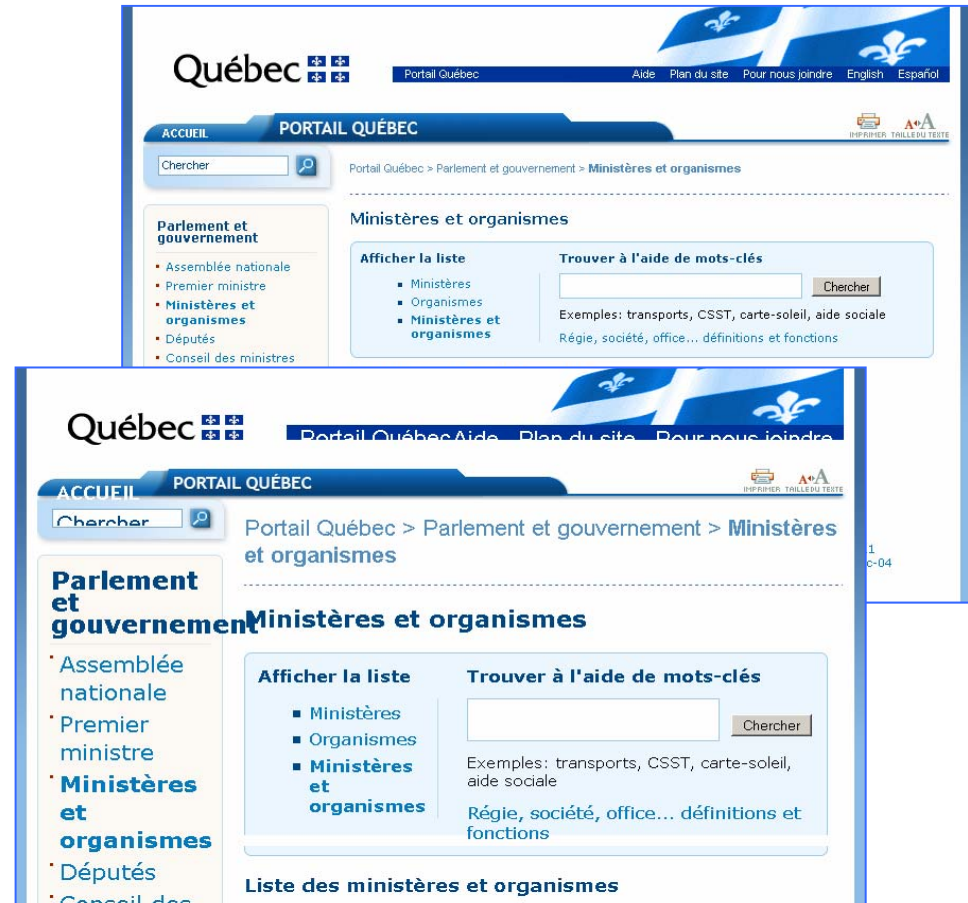 Québec
Portail Québec Aide Plan du site Pour nous joindre English Español
ACCUEIL PORTAIL QUÉBEC
IMPRIMER TAILLE DU TEXTE
Chercher
Portail Québec > Parlement et gouvernement > Ministères et organismes
Parlement et
gouvernement
Assemblée nationale
Premier ministre
Ministères et
organismes
Députés
Conseil des ministres
Ministères et organismes
Afficher la liste
Ministères
Organismes
Ministères et
organismes
Trouver à l'aide de mots-clés
Chercher
Exemples: transports, CSST, carte-soleil, aide sociale
Régie, société, office... définitions et fonctions
c-04
Québec
Portail Québec Aide Plan du site Pour nous joindre
ACCUEIL PORTAIL QUÉBEC
IMPRIMER TAILLE DU TEXTE
Chercher
Portail Québec > Parlement et gouvernement > Ministères
et organismes
Parlement
et
gouvernement
Assemblée
nationale
Premier
ministre
Ministères
et
organismes
Députés
Conseil des
Ministères et organismes
Afficher la liste
Ministères
Organismes
Ministères
et
organismes
Trouver à l'aide de mots-clés
Chercher
Exemples: transports, CSST, carte-soleil,
aide sociale
Régie, société, office... définitions et
fonctions
Liste des ministères et organismes